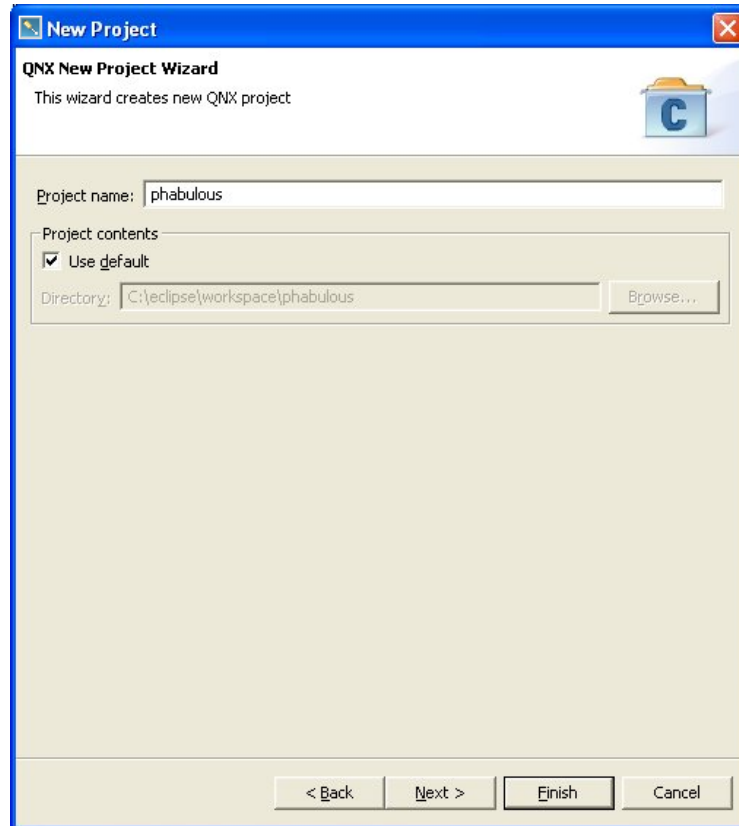 New Project
QNX New Project Wizard
This wizard creates new QNX project
C
Project name: phabulous
Project contents
Use default
Directory: C:\eclipse\workspace\phabulous Browse...
< Back Next > Finish Cancel